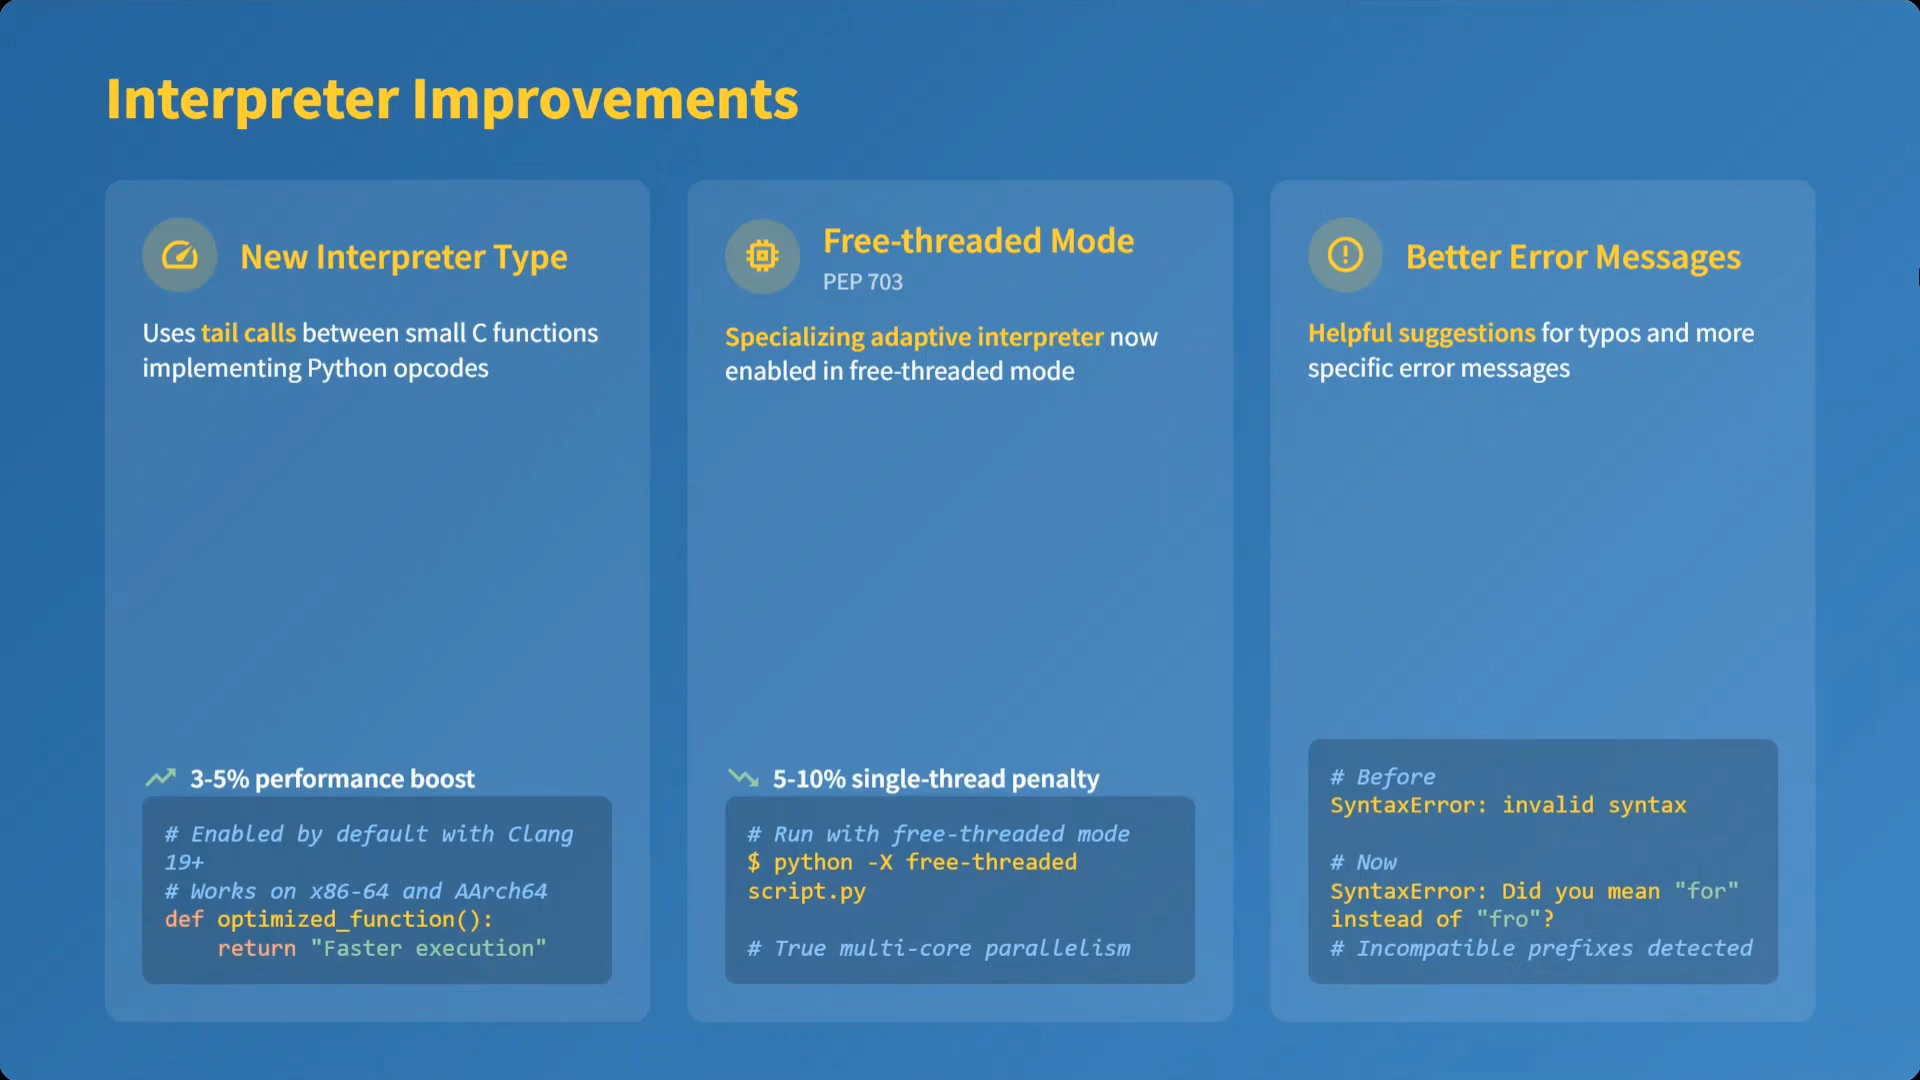 Interpreter Improvements
New Interpreter Type
Uses tail calls between small C functions
implementing Python opcodes
3-5% performance boost
# Enabled by default with Clang
19+
# Works on x86-64 and AArch64
def optimized_function():
    return "Faster execution"
Free-threaded Mode
PEP 703
Specializing adaptive interpreter now
enabled in free-threaded mode
5-10% single-thread penalty
# Run with free-threaded mode
$ python -X free-threaded
script.py
# True multi-core parallelism
Better Error Messages
Helpful suggestions for typos and more
specific error messages
# Before
SyntaxError: invalid syntax
# Now
SyntaxError: Did you mean "for"
instead of "fro"?
# Incompatible prefixes detected